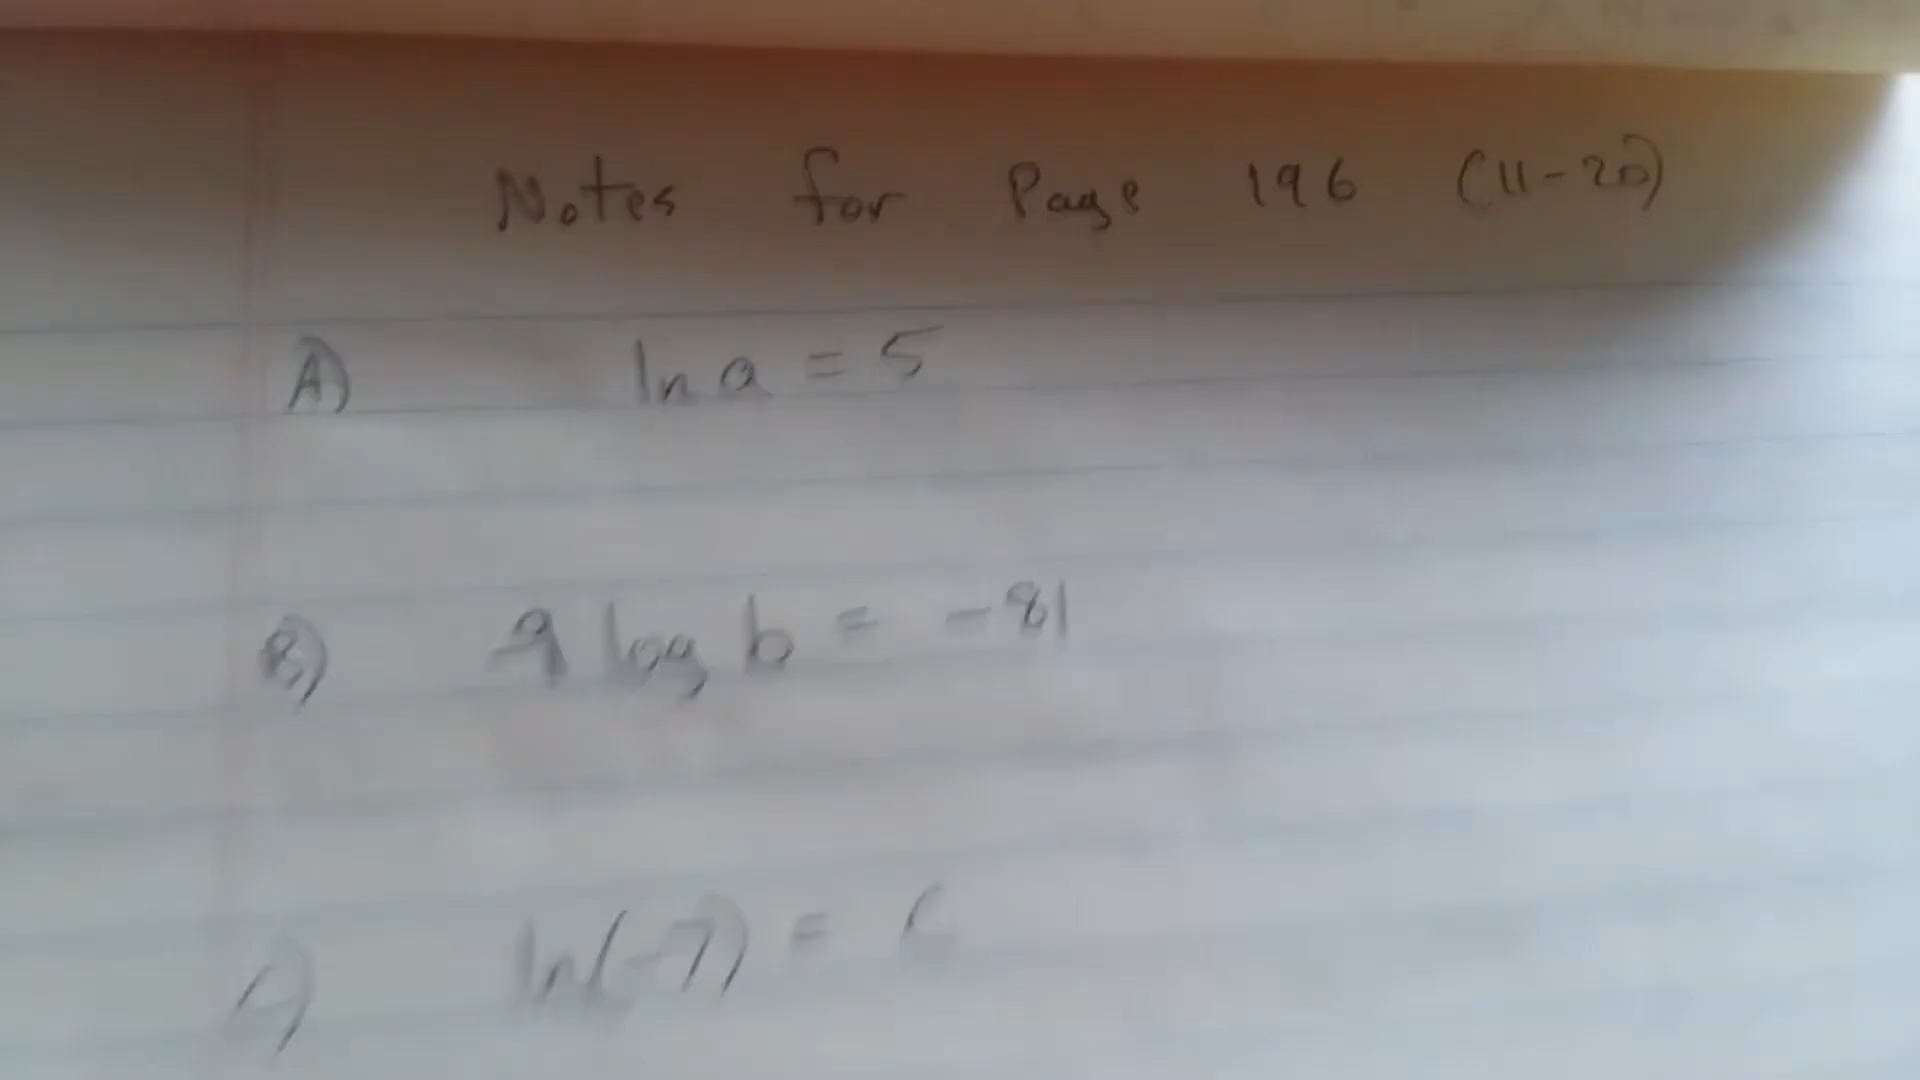 Notes for Page 196 (11-20)
A) ln a = 5
B) 9 log b = -81
C) ln(-7) = c